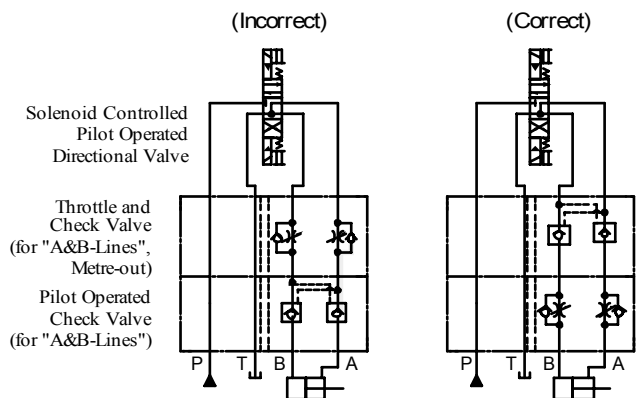 (Incorrect)
(Correct)
Solenoid Controlled
Pilot Operated
Directional Valve
Throttle and
Check Valve
(for "A&B-Lines",
Metre-out)
Pilot Operated
Check Valve
(for "A&B-Lines")
P T B A
P T B A